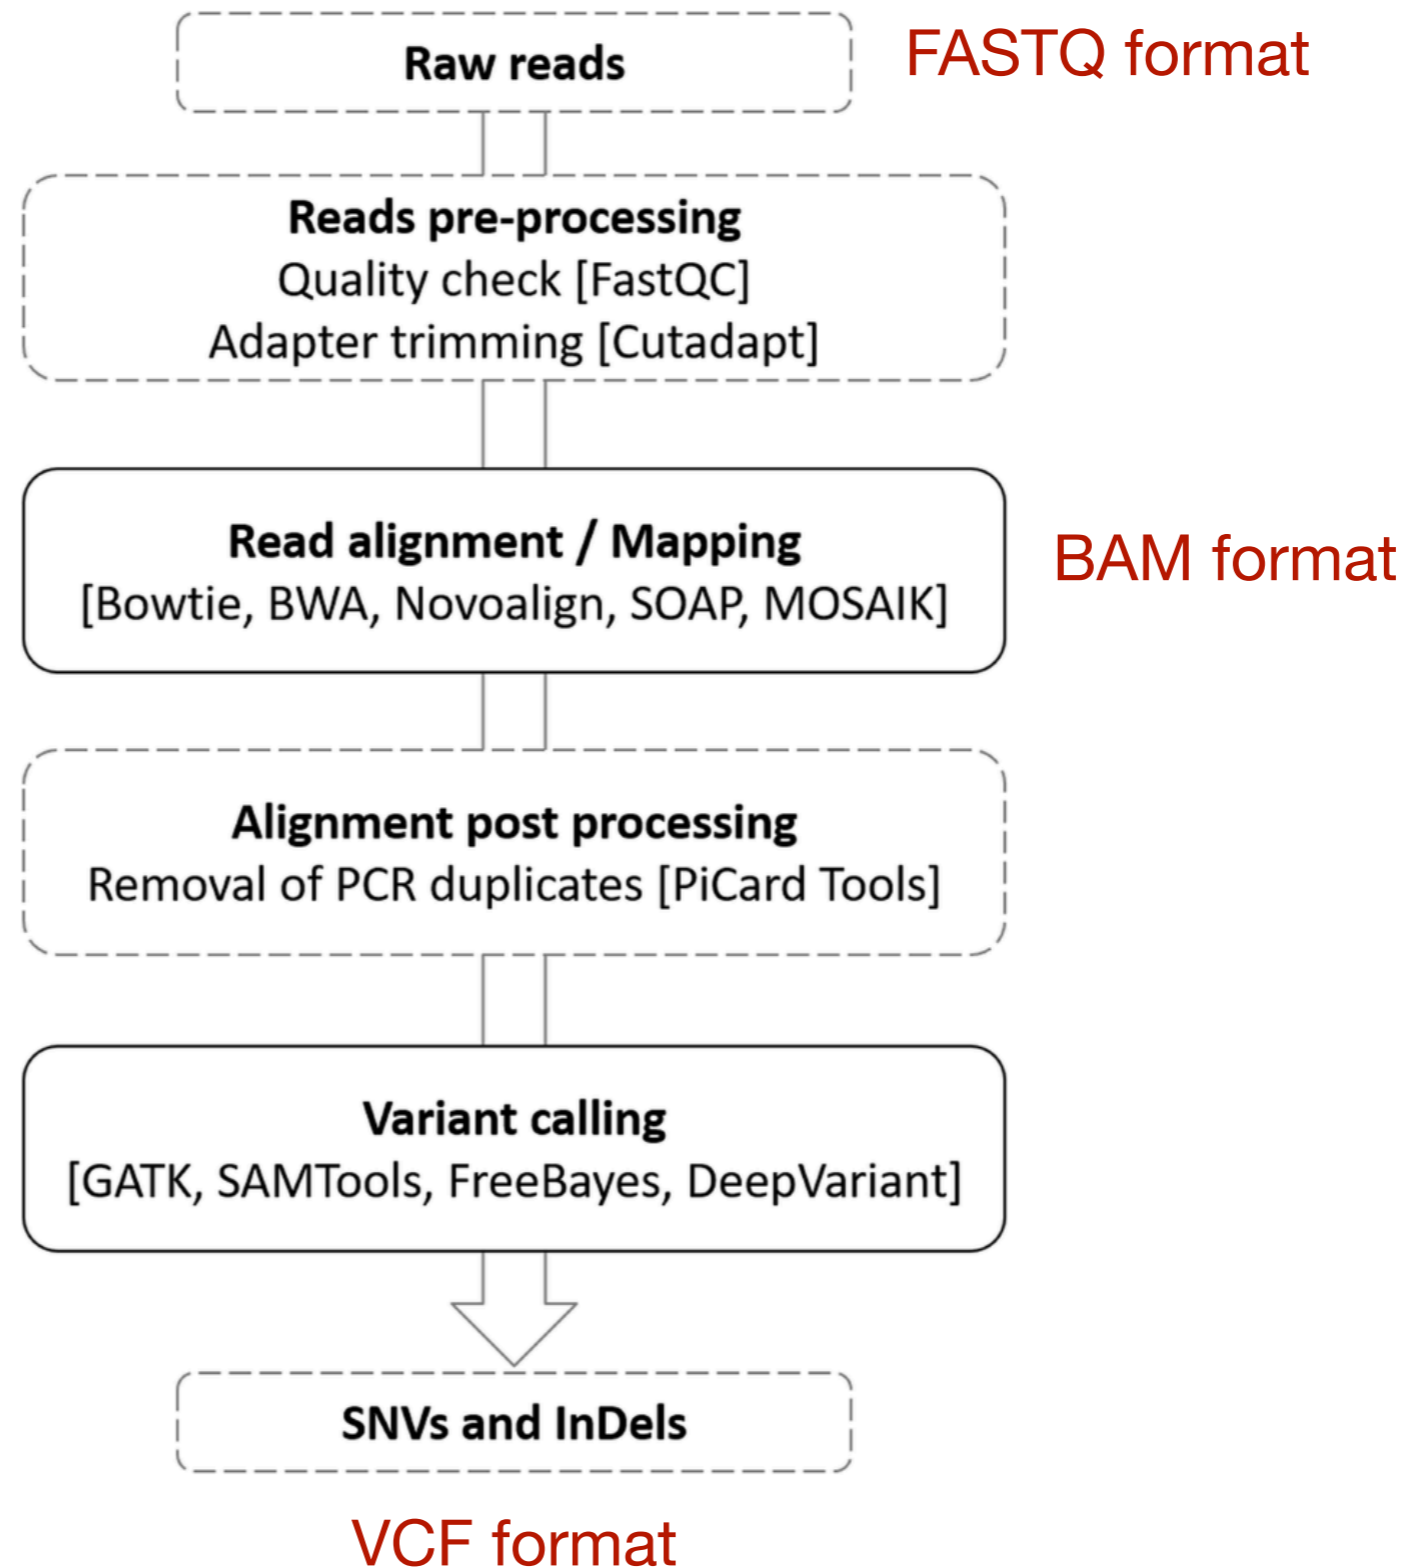 Raw reads
FASTQ format
Reads pre-processing
Quality check [FastQC]
Adapter trimming [Cutadapt]
Read alignment / Mapping
[Bowtie, BWA, Novoalign, SOAP, MOSAIK]
BAM format
Alignment post processing
Removal of PCR duplicates [PiCard Tools]
Variant calling
[GATK, SAMTools, FreeBayes, DeepVariant]
SNVs and InDels
VCF format